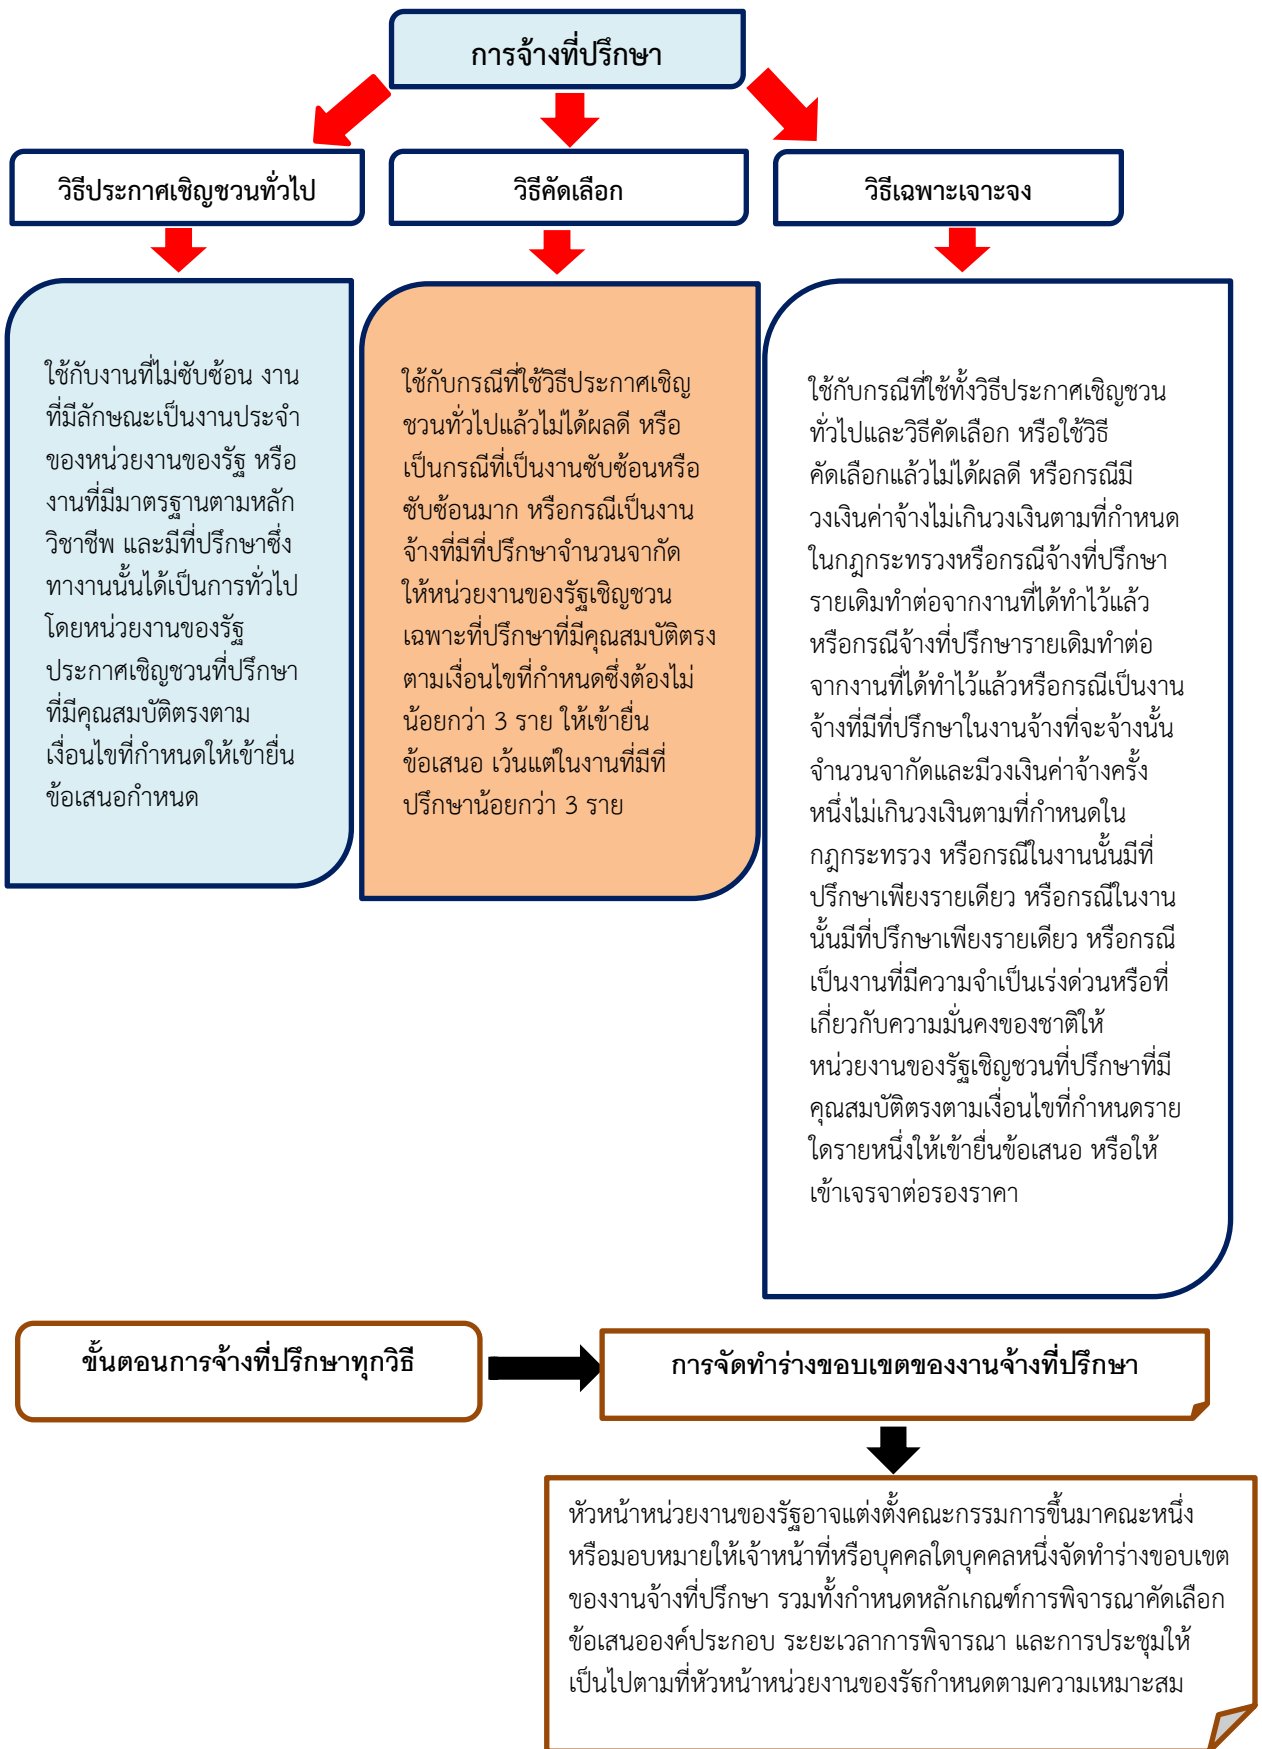 การจ้างที่ปรึกษา
วิธีประกาศเชิญชวนทั่วไป
วิธีคัดเลือก
วิธีเฉพาะเจาะจง
ใช้กับงานที่ไม่ซับซ้อน งาน
ที่มีลักษณะเป็นงานประจำ
ของหน่วยงานของรัฐ หรือ
งานที่มีมาตรฐานตามหลัก
วิชาชีพ และมีที่ปรึกษาซึ่ง
ทางานนั้นได้เป็นการทั่วไป
โดยหน่วยงานของรัฐ
ประกาศเชิญชวนที่ปรึกษา
ที่มีคุณสมบัติตรงตาม
เงื่อนไขที่กำหนดให้เข้ายื่น
ข้อเสนอกำหนด
ใช้กับกรณีที่ใช้วิธีประกาศเชิญ
ชวนทั่วไปแล้วไม่ได้ผลดี หรือ
เป็นกรณีที่เป็นงานซับซ้อนหรือ
ซับซ้อนมาก หรือกรณีเป็นงาน
จ้างที่มีที่ปรึกษาจำนวนจากัด
ให้หน่วยงานของรัฐเชิญชวน
เฉพาะที่ปรึกษาที่มีคุณสมบัติตรง
ตามเงื่อนไขที่กำหนดซึ่งต้องไม่
น้อยกว่า 3 ราย ให้เข้ายื่น
ข้อเสนอ เว้นแต่ในงานที่มีที่
ปรึกษาน้อยกว่า 3 ราย
ใช้กับกรณีที่ใช้ทั้งวิธีประกาศเชิญชวน
ทั่วไปและวิธีคัดเลือก หรือใช้วิธี
คัดเลือกแล้วไม่ได้ผลดี หรือกรณีมี
วงเงินค่าจ้างไม่เกินวงเงินตามที่กำหนด
ในกฎกระทรวงหรือกรณีจ้างที่ปรึกษา
รายเดิมทำต่อจากงานที่ได้ทำไว้แล้ว
หรือกรณีจ้างที่ปรึกษารายเดิมทำต่อ
จากงานที่ได้ทำไว้แล้วหรือกรณีเป็นงาน
จ้างที่มีที่ปรึกษาในงานจ้างที่จะจ้างนั้น
จำนวนจากัดและมีวงเงินค่าจ้างครั้ง
หนึ่งไม่เกินวงเงินตามที่กำหนดใน
กฎกระทรวง หรือกรณีในงานนั้นมีที่
ปรึกษาเพียงรายเดียว หรือกรณีในงาน
นั้นมีที่ปรึกษาเพียงรายเดียว หรือกรณี
เป็นงานที่มีความจำเป็นเร่งด่วนหรือที่
เกี่ยวกับความมั่นคงของชาติให้
หน่วยงานของรัฐเชิญชวนที่ปรึกษาที่มี
คุณสมบัติตรงตามเงื่อนไขที่กำหนดราย
ใดรายหนึ่งให้เข้ายื่นข้อเสนอ หรือให้
เข้าเจรจาต่อรองราคา
ขั้นตอนการจ้างที่ปรึกษาทุกวิธี
การจัดทำร่างขอบเขตของงานจ้างที่ปรึกษา
หัวหน้าหน่วยงานของรัฐอาจแต่งตั้งคณะกรรมการขึ้นมาคณะหนึ่ง
หรือมอบหมายให้เจ้าหน้าที่หรือบุคคลใดบุคคลหนึ่งจัดทำร่างขอบเขต
ของงานจ้างที่ปรึกษา รวมทั้งกำหนดหลักเกณฑ์การพิจารณาคัดเลือก
ข้อเสนอองค์ประกอบ ระยะเวลาการพิจารณา และการประชุมให้
เป็นไปตามที่หัวหน้าหน่วยงานของรัฐกำหนดตามความเหมาะสม